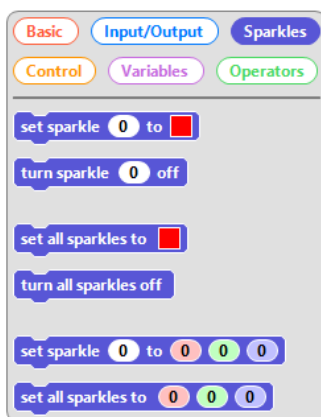 Basic Input/Output Sparkles
Control Variables Operators
set sparkle 0 to
turn sparkle 0 off
set all sparkles to
turn all sparkles off
set sparkle 0 to 0 0 0
set all sparkles to 0 0 0